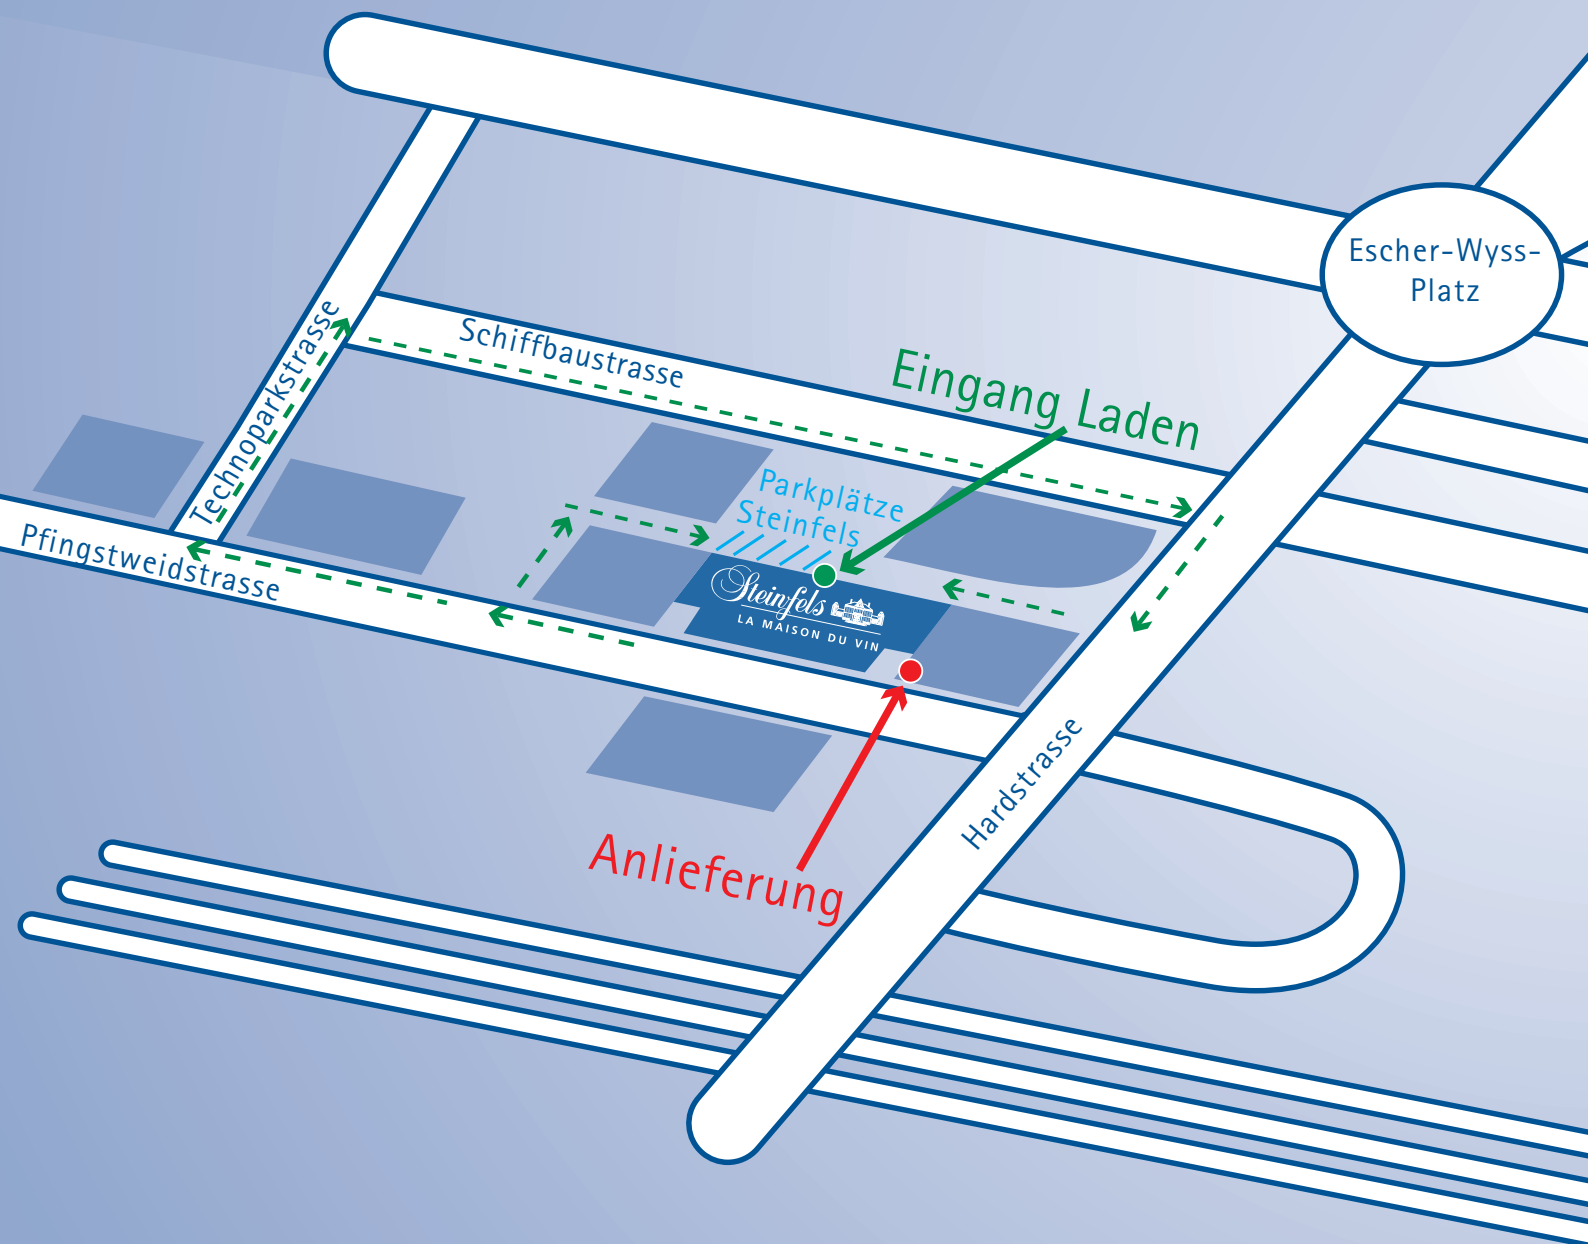 Escher-Wyss-
Platz
Schiffbaustrasse
Technoparkstrasse
Eingang Laden
Parkplätze
Steinfels
Pfingstweidstrasse
Steinfels
LA MAISON DU VIN
Hardstrasse
Anlieferung